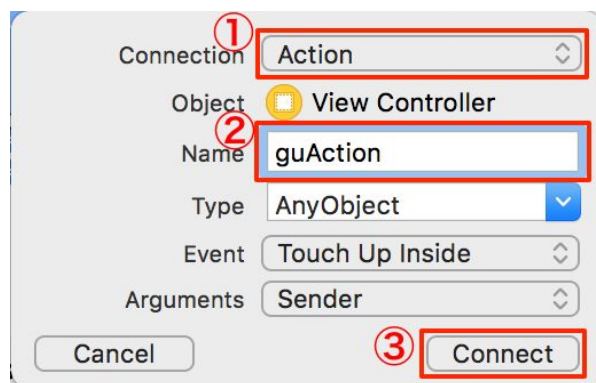 ① Connection Action
Object View Controller
② Name guAction
Type AnyObject
Event Touch Up Inside
Arguments Sender
Cancel ③ Connect